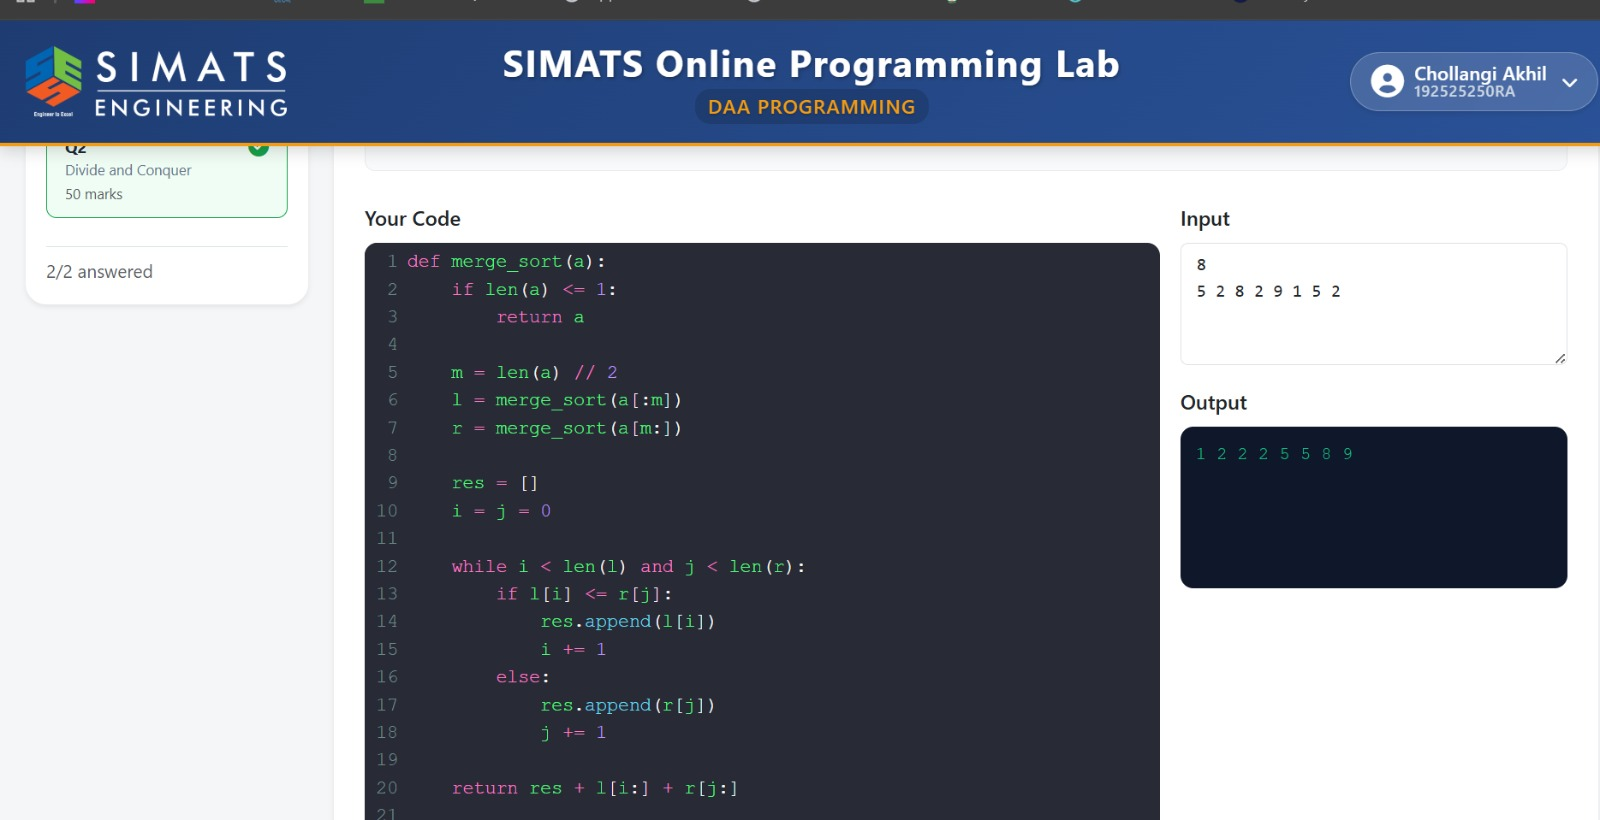 SIMATS
ENGINEERING
Engineer to Excel
SIMATS Online Programming Lab
DAA PROGRAMMING
Chollangi Akhil
192525250RA
Q2
Divide and Conquer
50 marks
2/2 answered
Your Code
1 def merge_sort(a):
2     if len(a) <= 1:
3         return a
4
5     m = len(a) // 2
6     l = merge_sort(a[:m])
7     r = merge_sort(a[m:])
8
9     res = []
10     i = j = 0
11
12     while i < len(l) and j < len(r):
13         if l[i] <= r[j]:
14             res.append(l[i])
15             i += 1
16         else:
17             res.append(r[j])
18             j += 1
19
20     return res + l[i:] + r[j:]
21
Input
8
5 2 8 2 9 1 5 2
Output
1 2 2 2 5 5 8 9